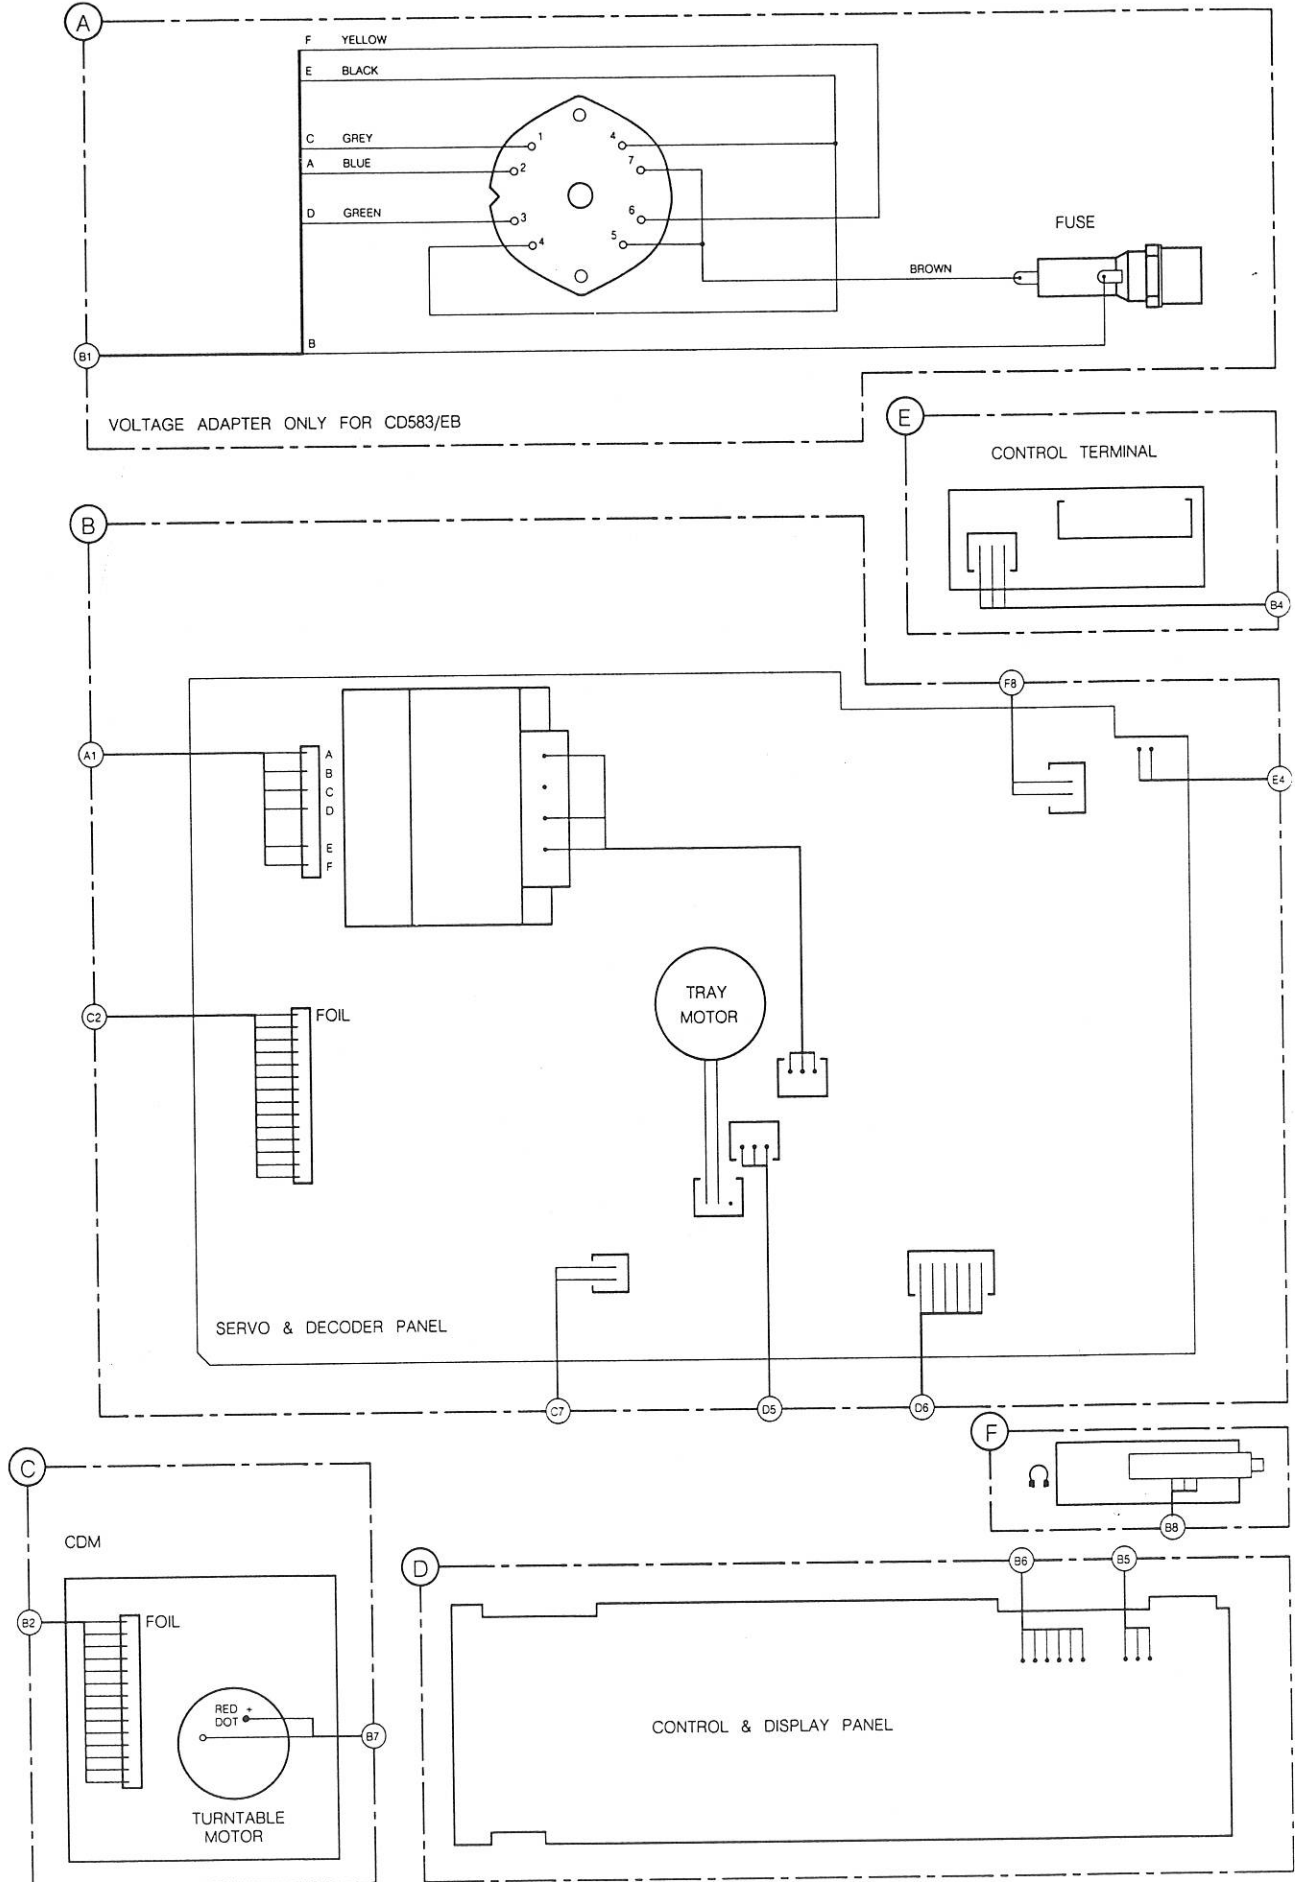 A
F YELLOW
E BLACK
C GREY
A BLUE
D GREEN
1
2
3
4
4
7
6
5
FUSE
BROWN
B
B1
VOLTAGE ADAPTER ONLY FOR CD583/EB
E
CONTROL TERMINAL
B4
B
F8
A1
A
B
C
D
E
F
E4
C2
FOIL
TRAY
MOTOR
SERVO & DECODER PANEL
C7
D5
D6
F
B8
C
CDM
B2
FOIL
RED +
DOT
B7
TURNTABLE
MOTOR
D
B6
B5
CONTROL & DISPLAY PANEL